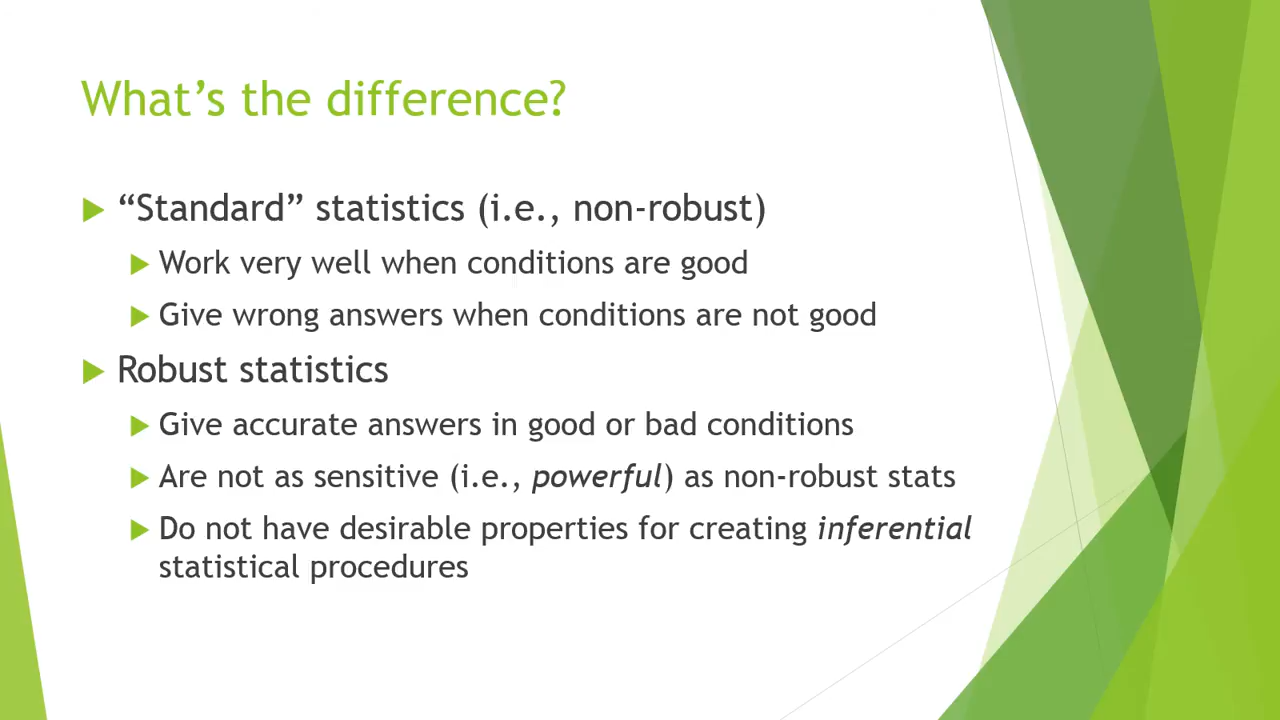 What’s the difference?
“Standard” statistics (i.e., non-robust)
Work very well when conditions are good
Give wrong answers when conditions are not good
Robust statistics
Give accurate answers in good or bad conditions
Are not as sensitive (i.e., powerful) as non-robust stats
Do not have desirable properties for creating inferential
statistical procedures